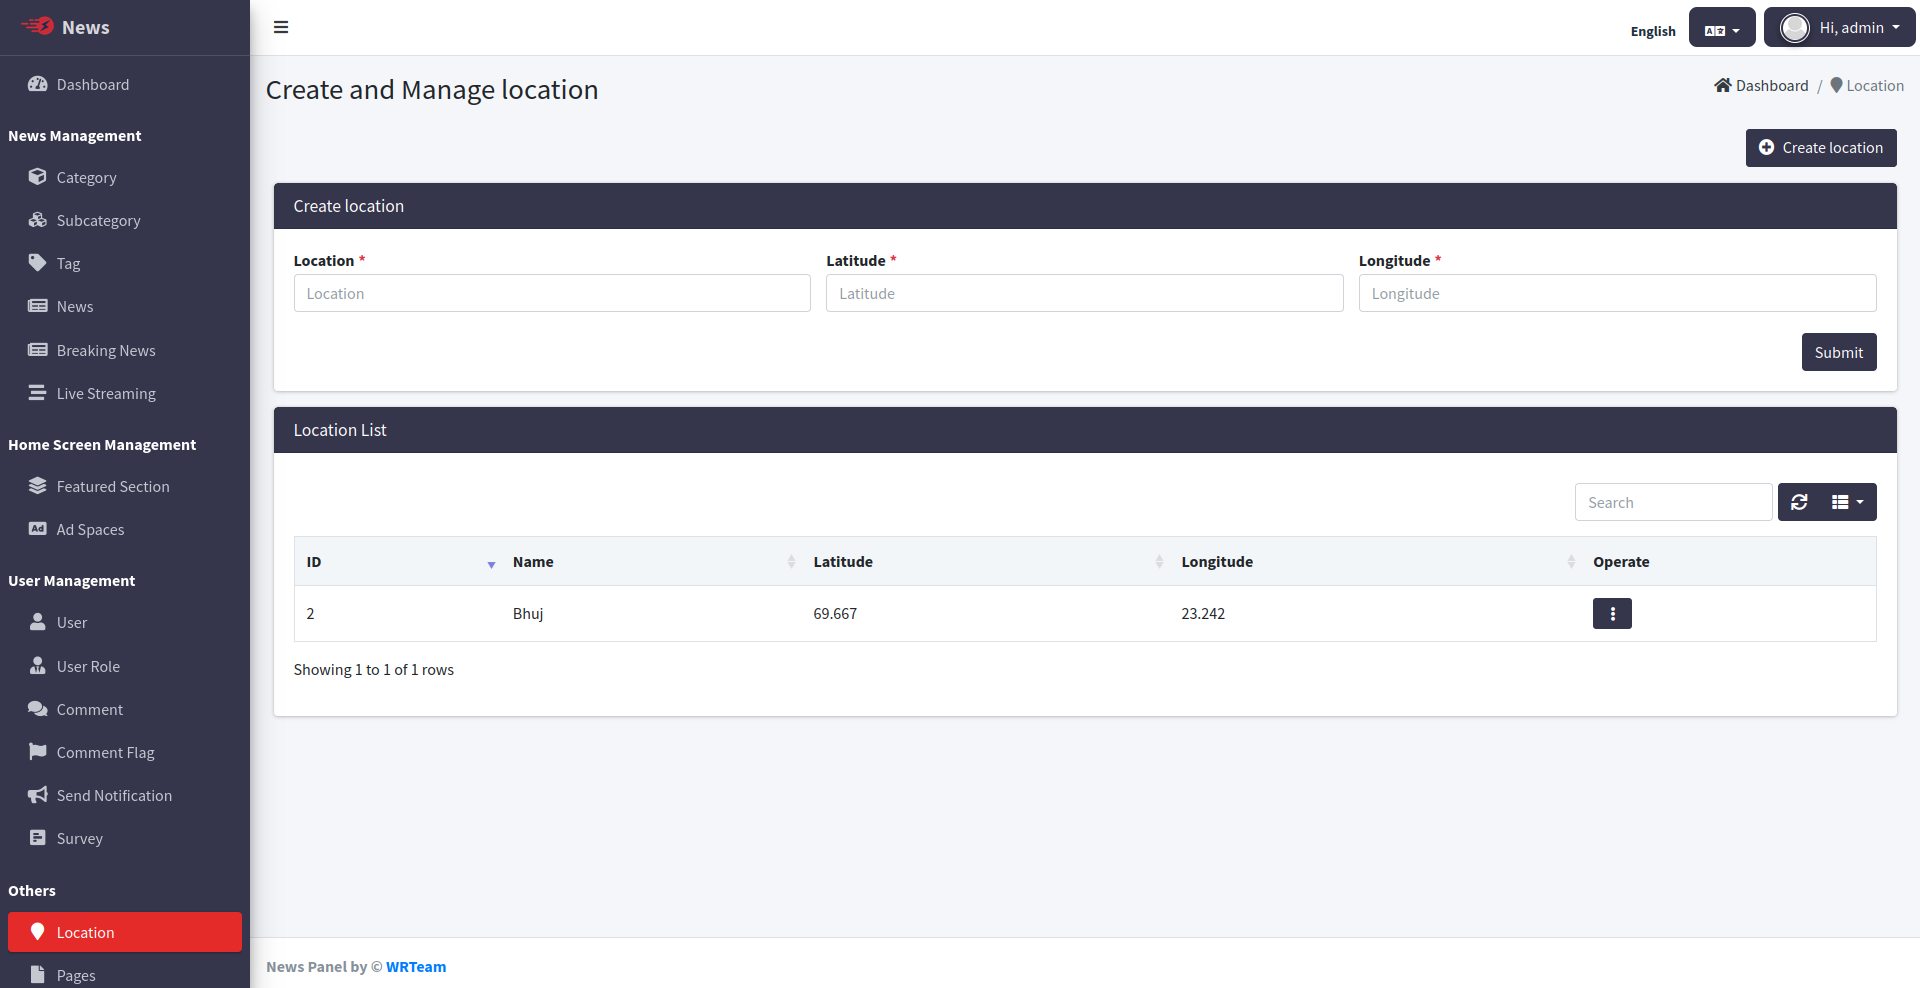 News
Dashboard
News Management
Category
Subcategory
Tag
News
Breaking News
Live Streaming
Home Screen Management
Featured Section
Ad Spaces
User Management
User
User Role
Comment
Comment Flag
Send Notification
Survey
Others
Location
Pages
English
Hi, admin
Create and Manage location
Dashboard / Location
Create location
Create location
Location * Latitude * Longitude *
Location Latitude Longitude
Submit
Location List
Search
ID Name Latitude Longitude Operate
2 Bhuj 69.667 23.242
Showing 1 to 1 of 1 rows
News Panel by © WRTeam